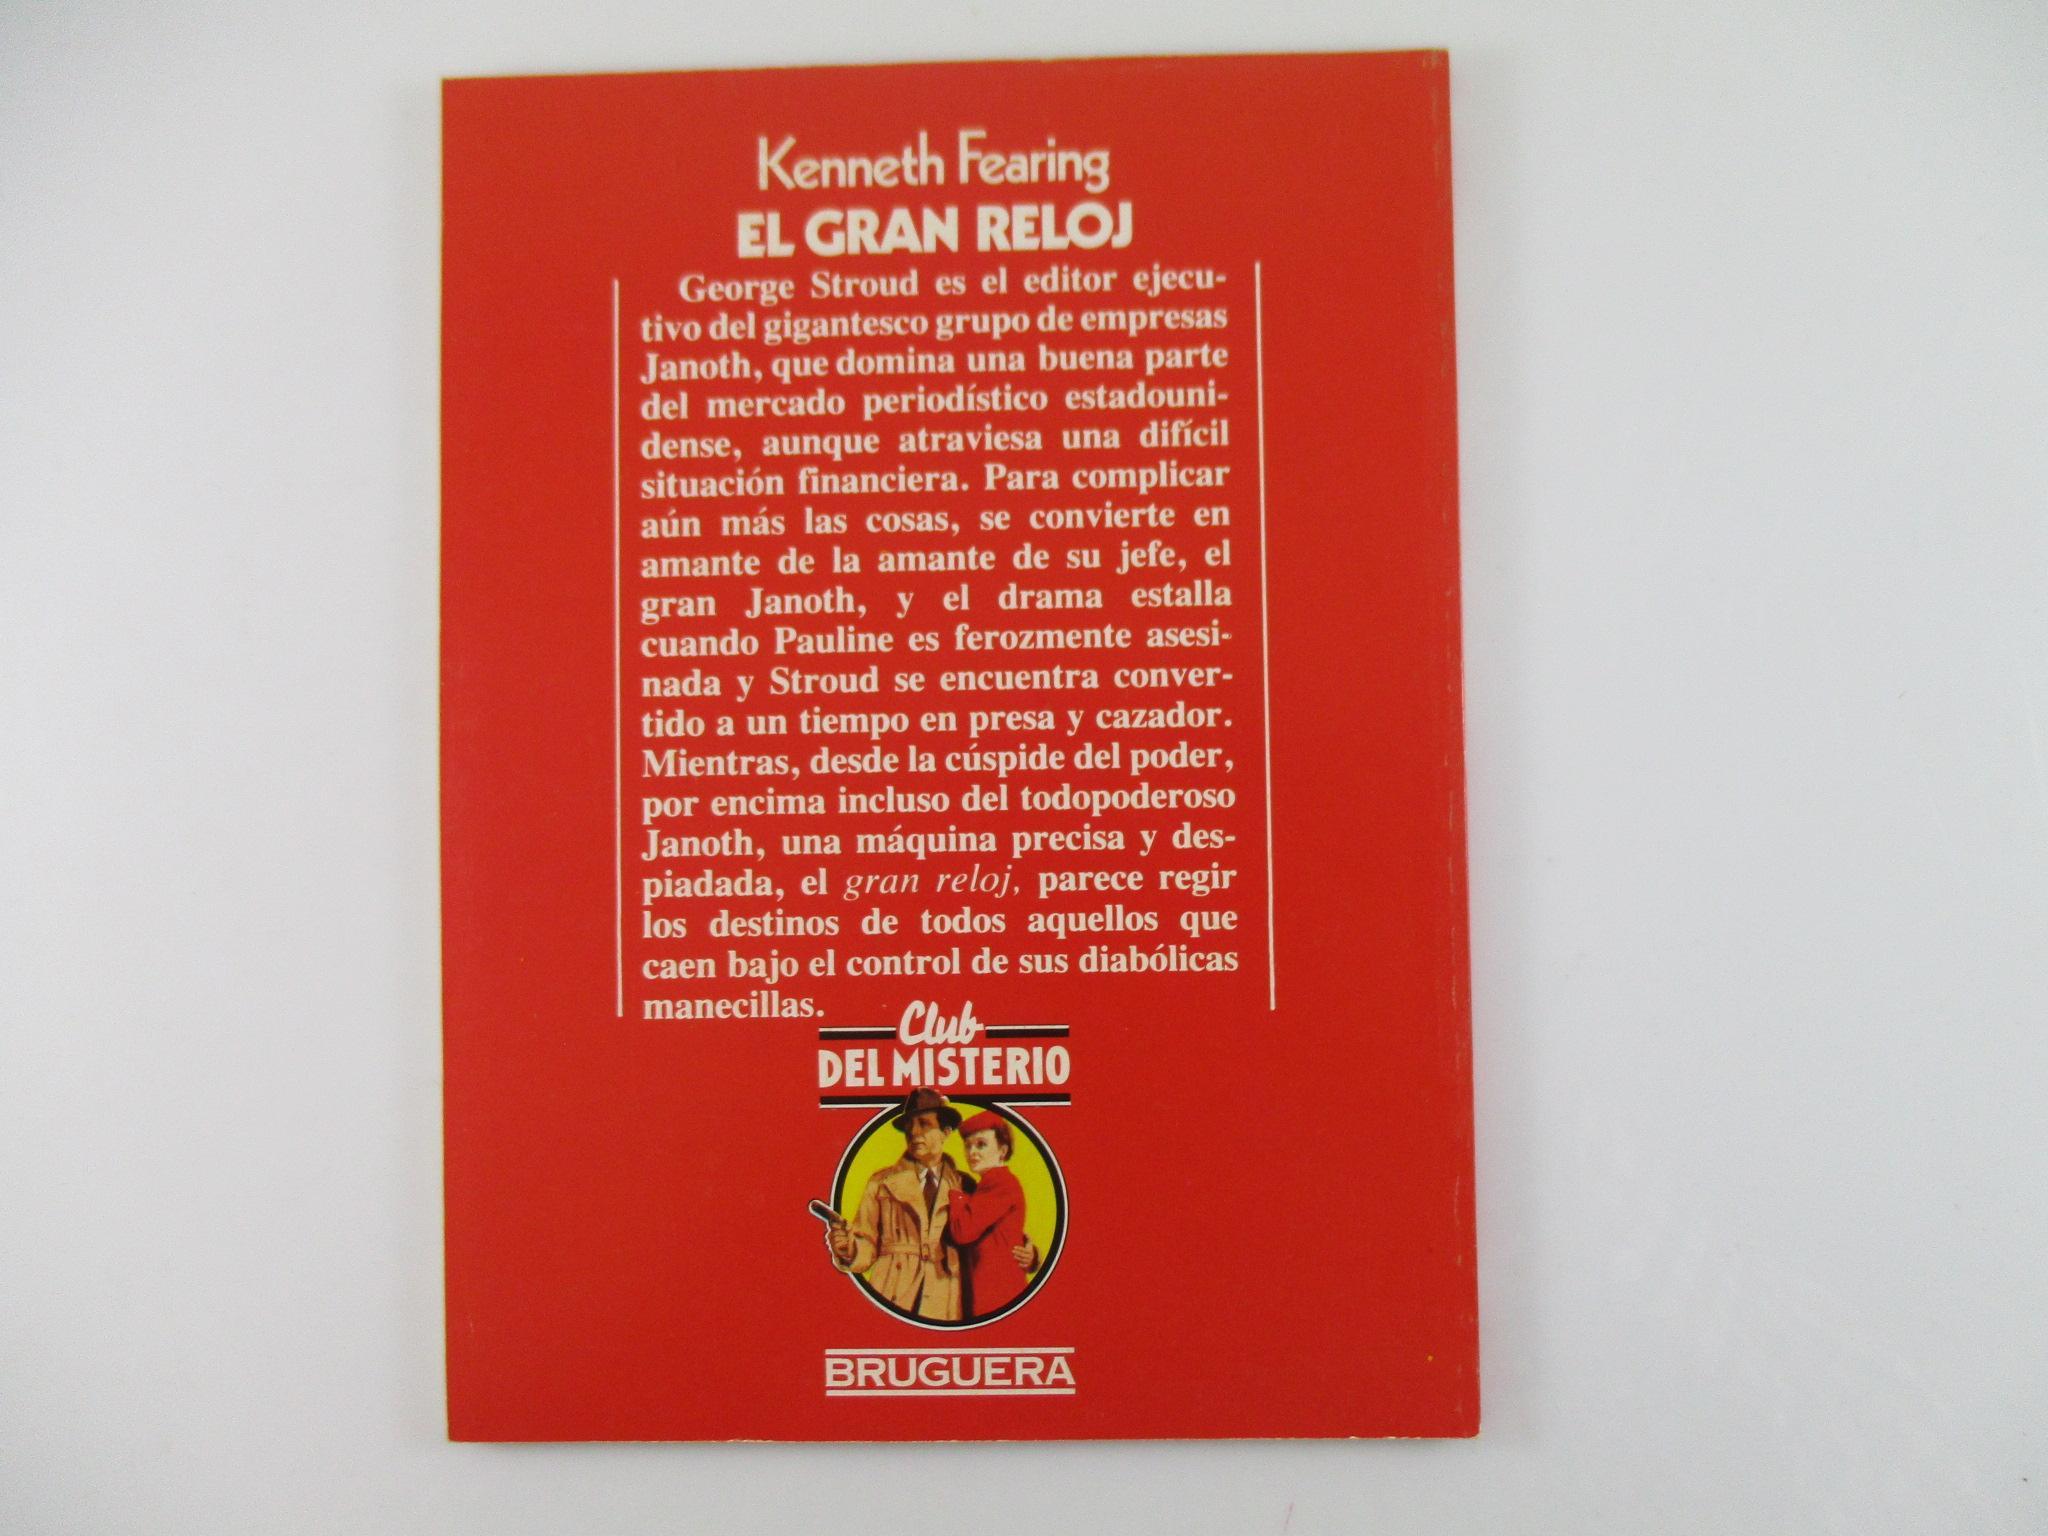 Kenneth Fearing
EL GRAN RELOJ
George Stroud es el editor ejecu-
tivo del gigantesco grupo de empresas
Janoth, que domina una buena parte
del mercado periodístico estadouni-
dense, aunque atraviesa una difícil
situación financiera. Para complicar
aún más las cosas, se convierte en
amante de la amante de su jefe, el
gran Janoth, y el drama estalla
cuando Pauline es ferozmente asesi-
nada y Stroud se encuentra conver-
tido a un tiempo en presa y cazador.
Mientras, desde la cúspide del poder,
por encima incluso del todopoderoso
Janoth, una máquina precisa y des-
piadada, el gran reloj, parece regir
los destinos de todos aquellos que
caen bajo el control de sus diabólicas
manecillas.
Club
DEL MISTERIO
BRUGUERA